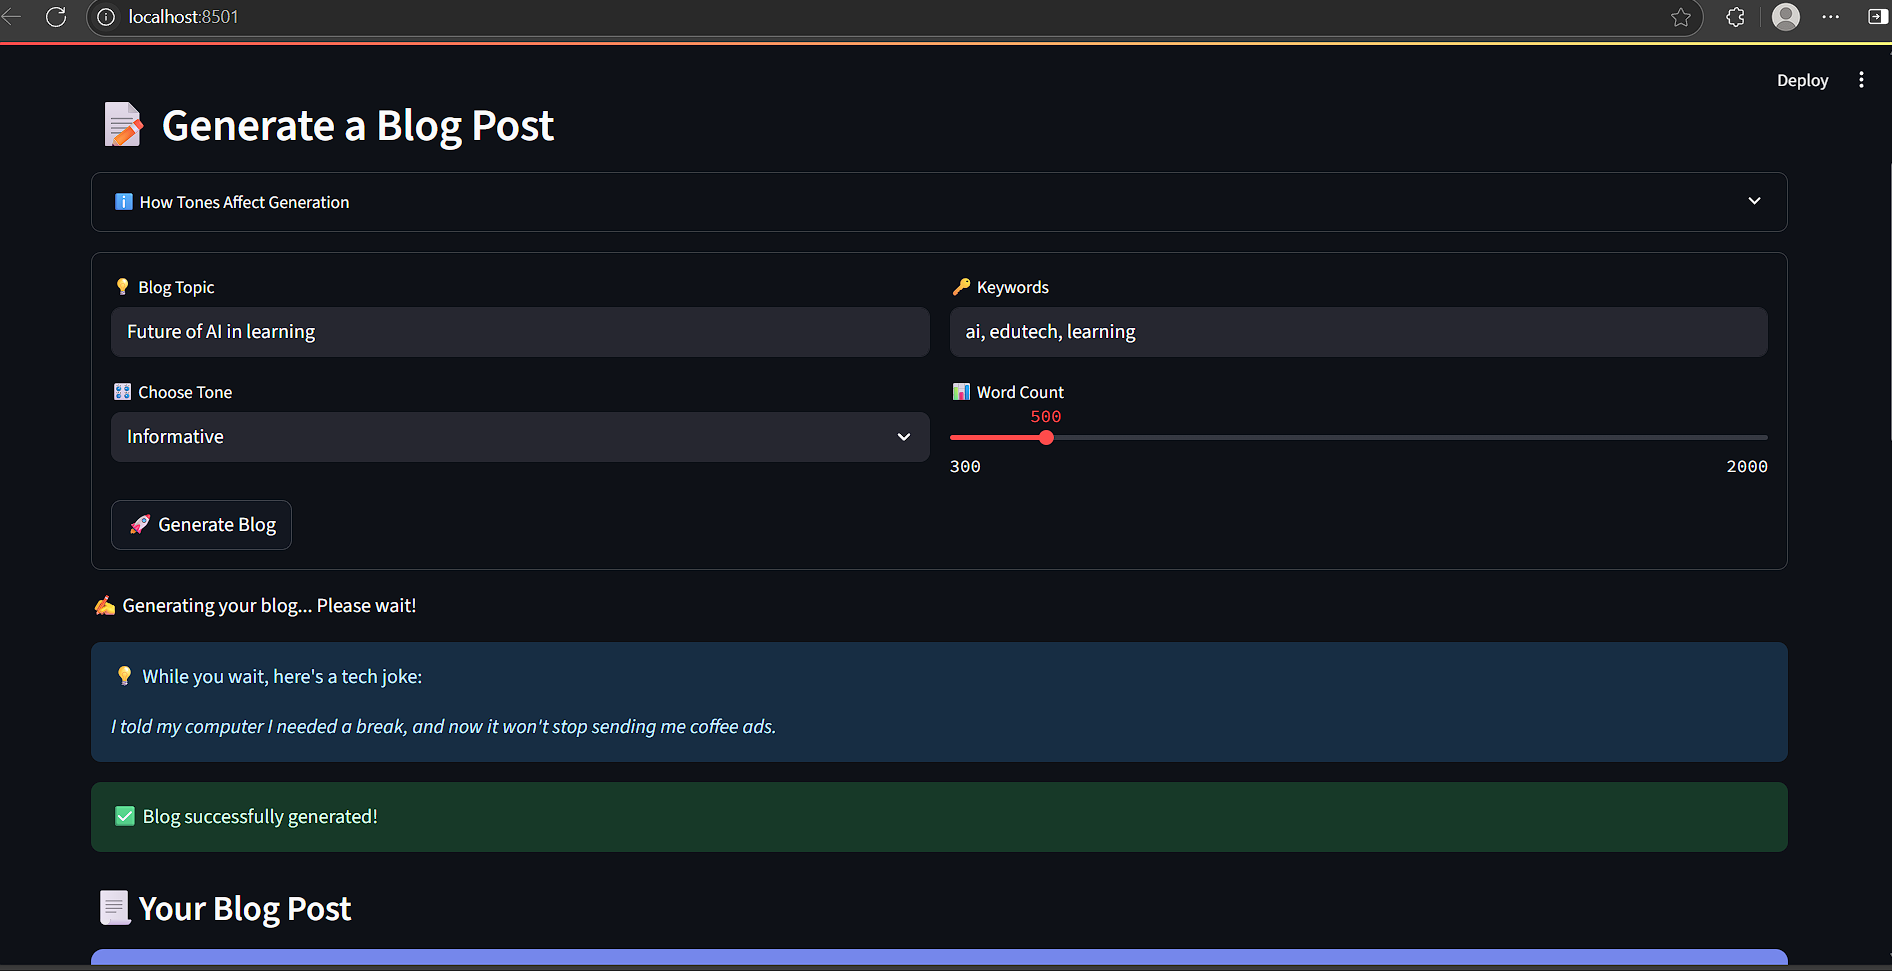 localhost:8501
Deploy
Generate a Blog Post
How Tones Affect Generation
Blog Topic
Keywords
Future of AI in learning
ai, edutech, learning
Choose Tone
Word Count
500
Informative
300
2000
Generate Blog
Generating your blog... Please wait!
While you wait, here's a tech joke:
I told my computer I needed a break, and now it won't stop sending me coffee ads.
Blog successfully generated!
Your Blog Post